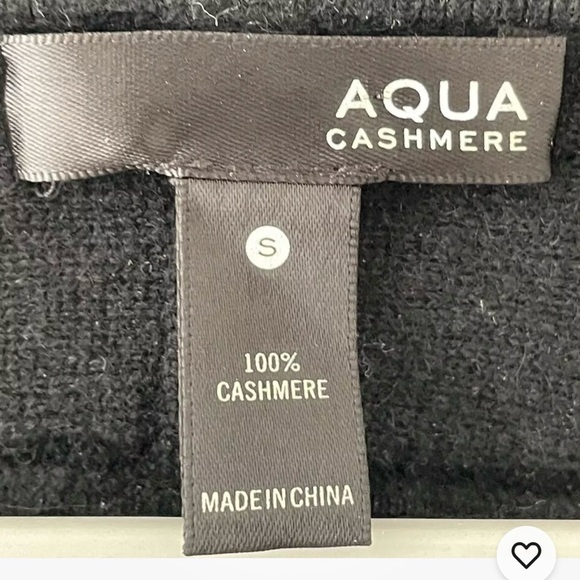 AQUA
CASHMERE
S
100%
CASHMERE
MADE IN CHINA